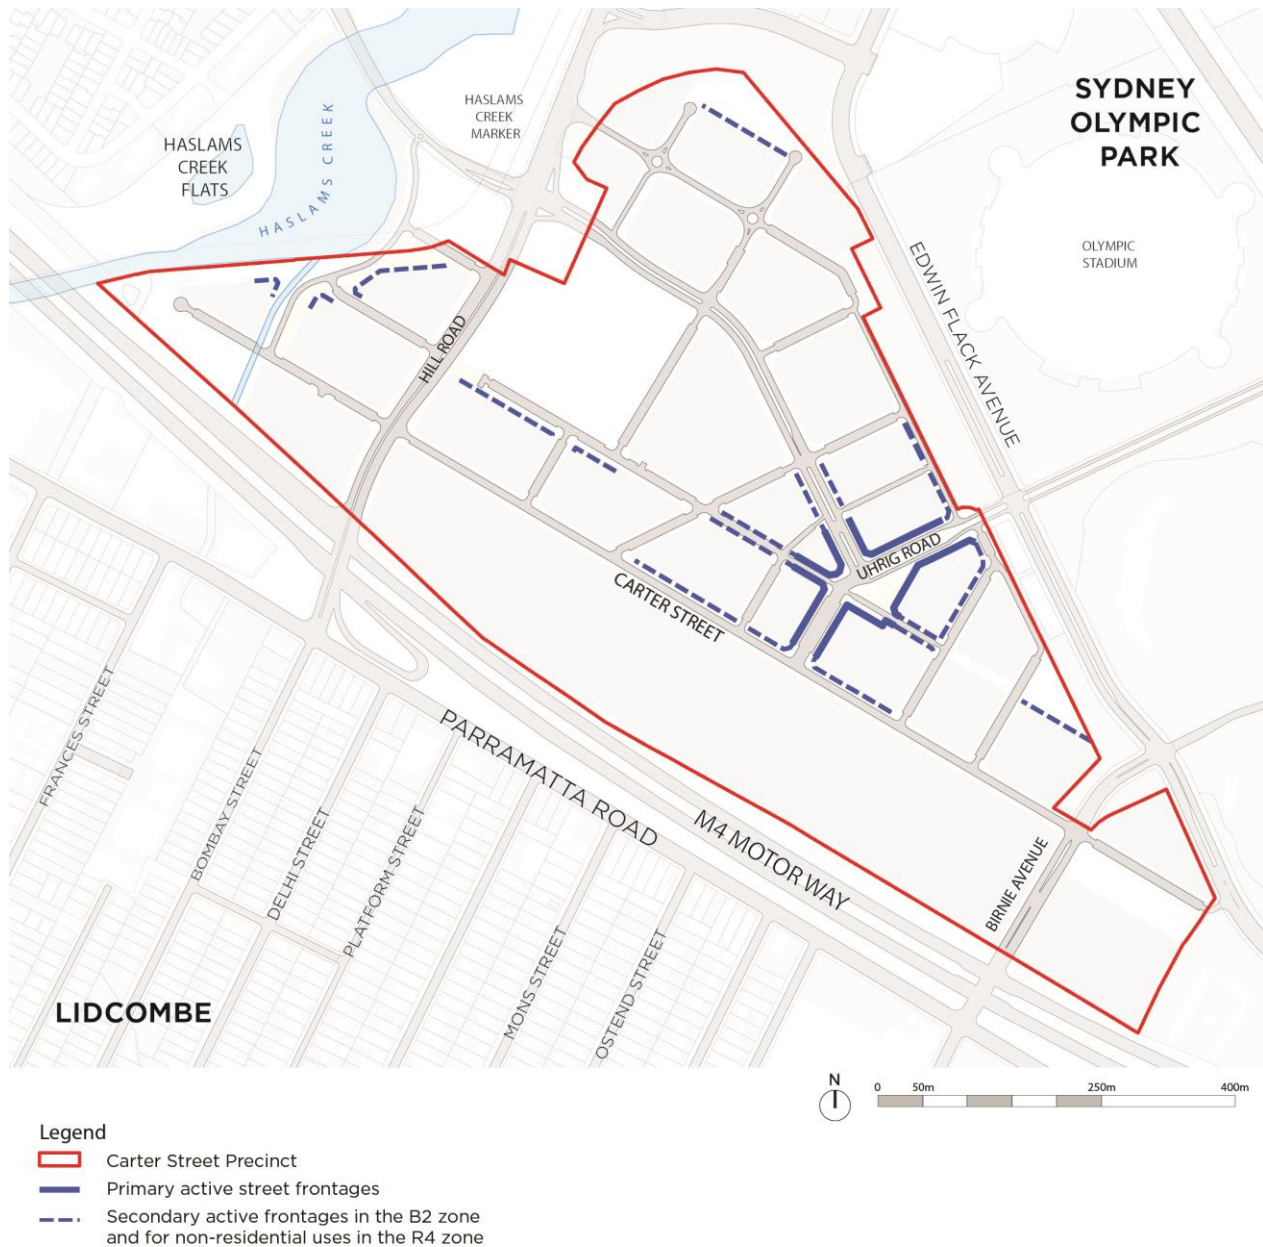 SYDNEY
OLYMPIC
PARK
HASLAMS
CREEK
MARKER
HASLAMS
CREEK
FLATS
HASLAMS CREEK
OLYMPIC
STADIUM
EDWIN FLACK AVENUE
HILL ROAD
UHRIG ROAD
CARTER STREET
FRANCES STREET
BOMBAY STREET
DELHI STREET
PLATFORM STREET
PARRAMATTA ROAD
M4 MOTORWAY
BIRNIE AVENUE
MONS STREET
OSTEND STREET
LIDCOMBE
N
0 50m 250m 400m
Legend
Carter Street Precinct
Primary active street frontages
Secondary active frontages in the B2 zone
and for non-residential uses in the R4 zone